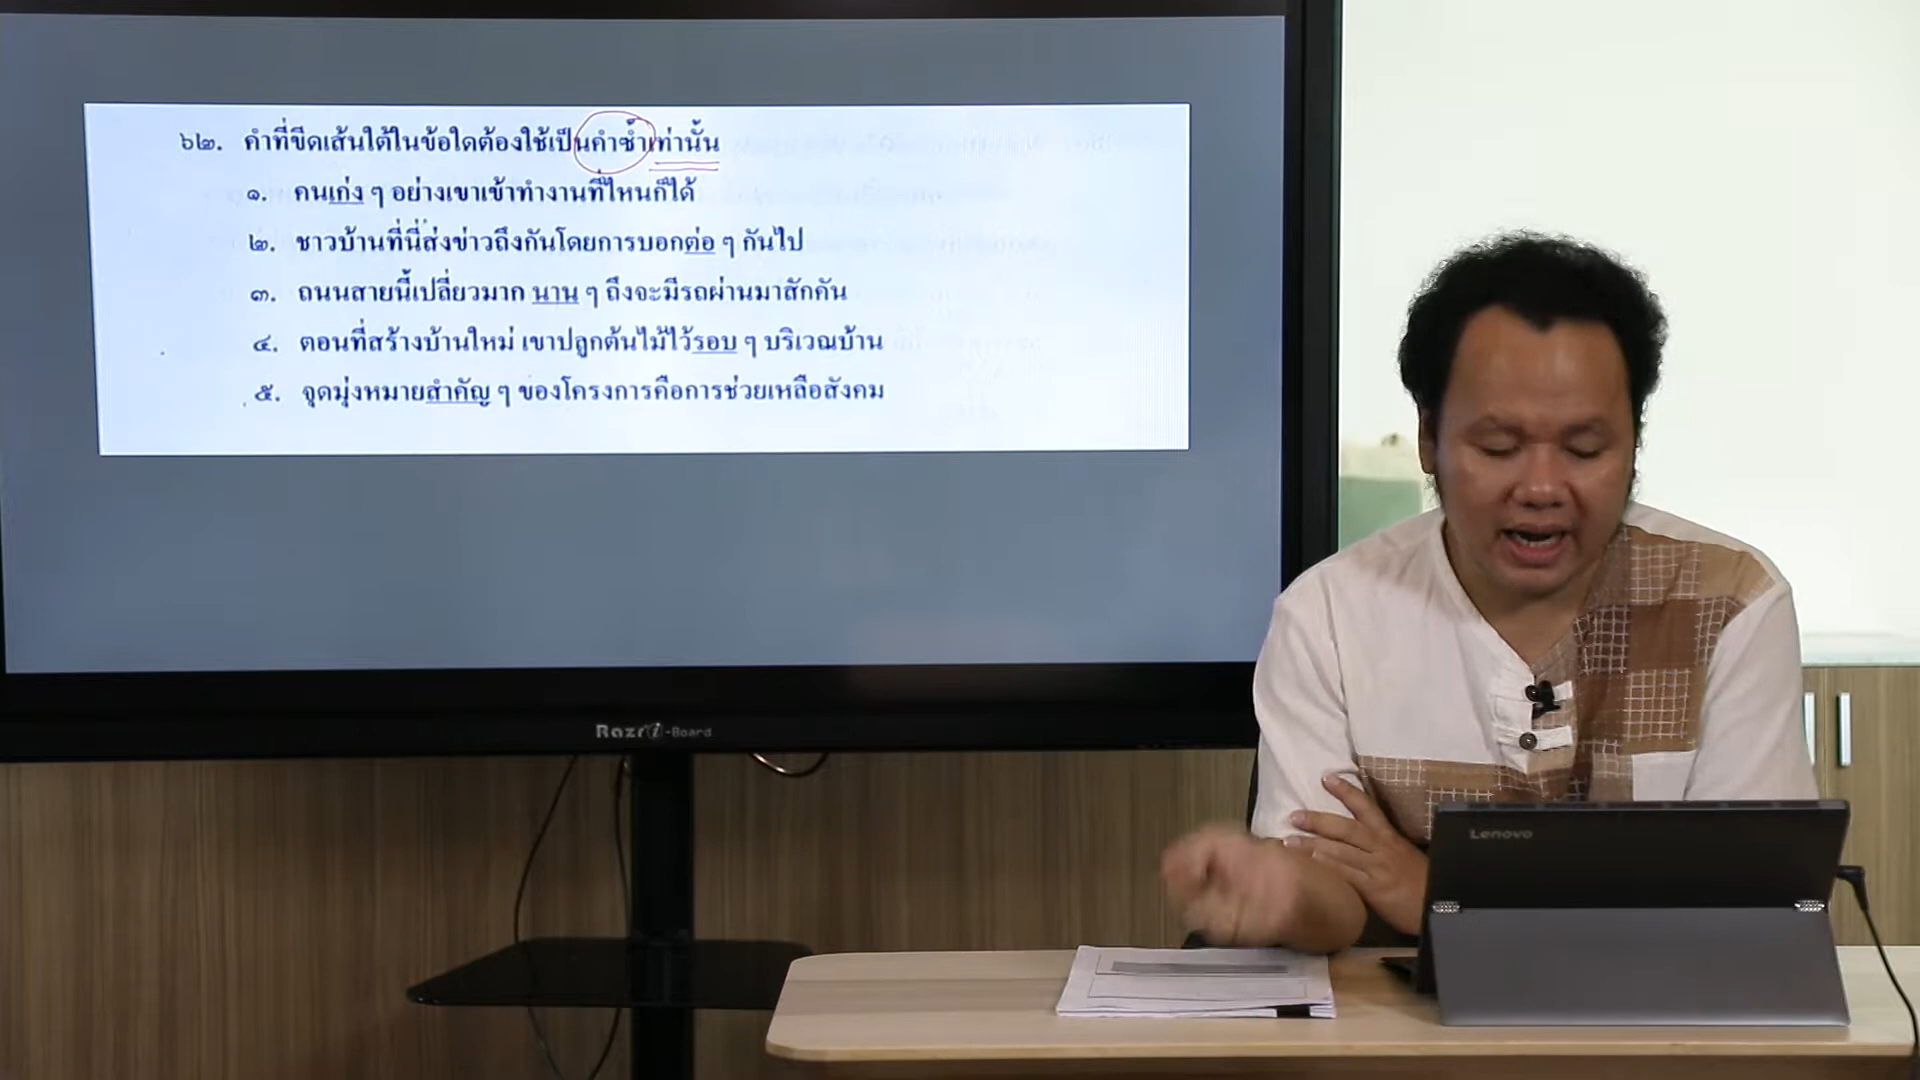 ๖๒. คำที่ขีดเส้นใต้ในข้อใดต้องใช้เป็นคำซ้ำเท่านั้น
๑. คนเก่ง ๆ อย่างเขาเข้าทำงานที่ไหนก็ได้
๒. ชาวบ้านที่นี่ส่งข่าวถึงกันโดยการบอกต่อ ๆ กันไป
๓. ถนนสายนี้เปลี่ยวมาก นาน ๆ ถึงจะมีรถผ่านมาสักคัน
๔. ตอนที่สร้างบ้านใหม่ เขาปลูกต้นไม้ไว้รอบ ๆ บริเวณบ้าน
๕. จุดมุ่งหมายสำคัญ ๆ ของโครงการคือการช่วยเหลือสังคม
Razr i-Board
Lenovo